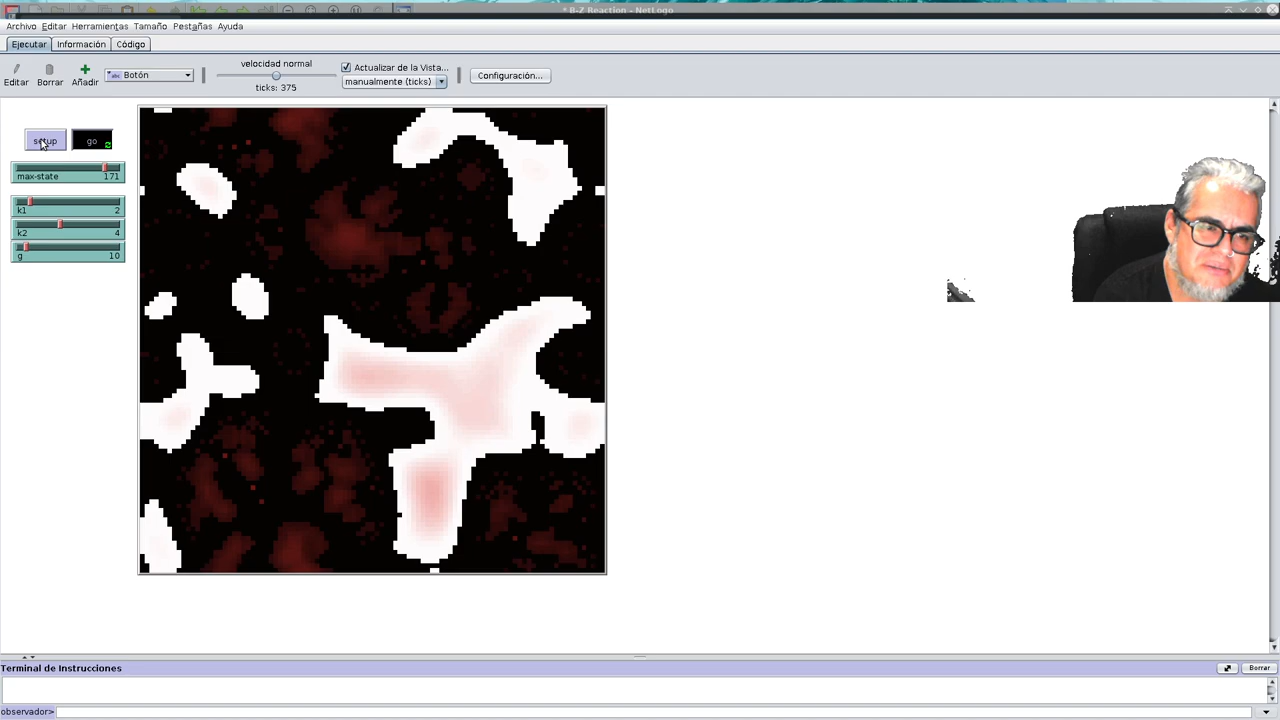 * B-Z Reaction - NetLogo
Archivo Editar Herramientas Tamaño Pestañas Ayuda
Ejecutar Información Código
Editar Borrar Añadir
Botón
velocidad normal
ticks: 375
Actualizar de la Vista...
manualmente (ticks)
Configuración...
setup go
max-state 171
k1 2
k2 4
g 10
Terminal de Instrucciones Borrar
observador>